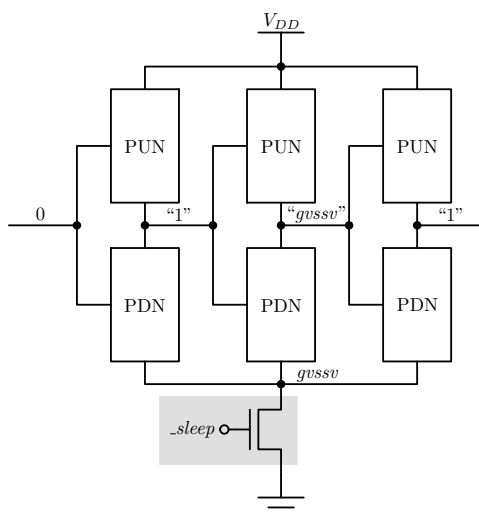 V_DD
PUN PUN PUN
0 “1” “gvssv” “1”
PDN PDN PDN
gvssv
_sleep